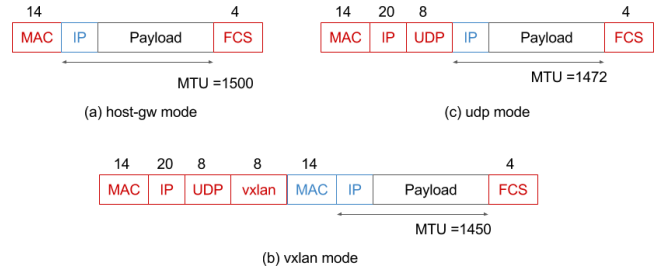 14 4
MAC IP Payload FCS
MTU =1500
(a) host-gw mode
14 20 8 4
MAC IP UDP IP Payload FCS
MTU =1472
(c) udp mode
14 20 8 8 14 4
MAC IP UDP vxlan MAC IP Payload FCS
MTU =1450
(b) vxlan mode